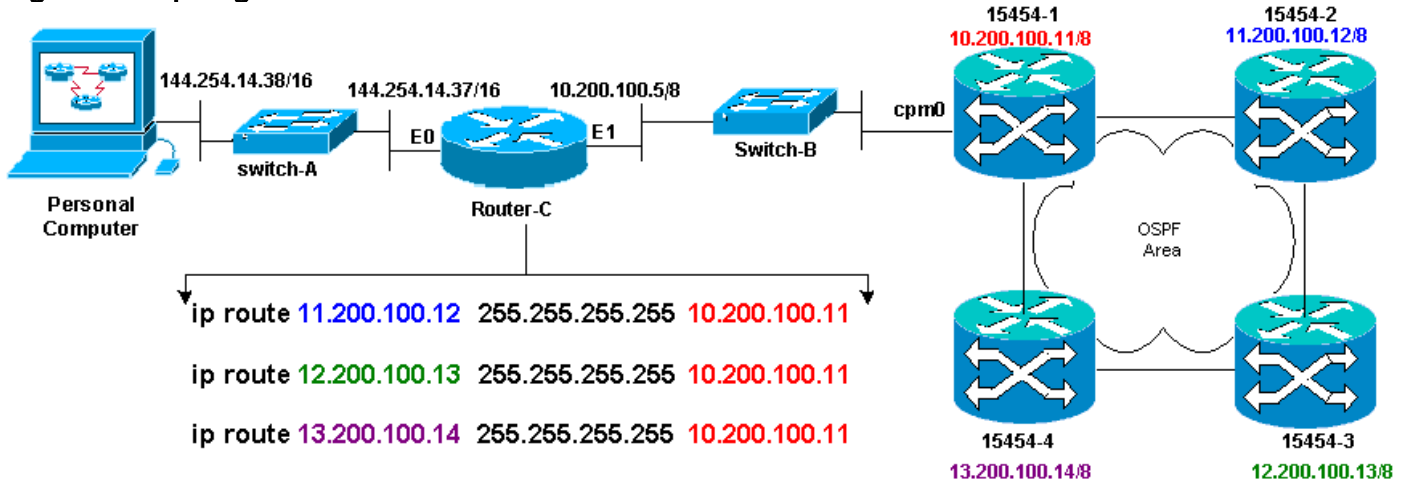 15454-1
10.200.100.11/8
15454-2
11.200.100.12/8
144.254.14.38/16
144.254.14.37/16
10.200.100.5/8
cpm0
E0
E1
switch-A
Switch-B
Personal
Computer
Router-C
OSPF
Area
ip route 11.200.100.12 255.255.255.255 10.200.100.11
ip route 12.200.100.13 255.255.255.255 10.200.100.11
ip route 13.200.100.14 255.255.255.255 10.200.100.11
15454-4
13.200.100.14/8
15454-3
12.200.100.13/8